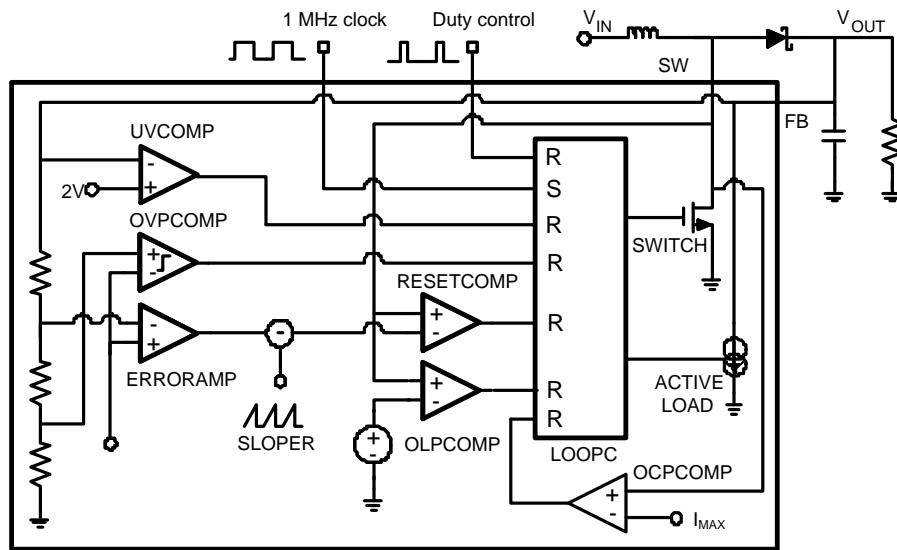 1 MHz clock
Duty control
V_IN
V_OUT
SW
FB
UVCOMP
-
+
2V
OVPCOMP
+
-
ERRORAMP
-
+
-
SLOPER
RESETCOMP
+
-
OLPCOMP
+
-
+
-
R
S
R
R
R
R
R
LOOPC
SWITCH
ACTIVE
LOAD
OCPCOMP
+
-
I_MAX